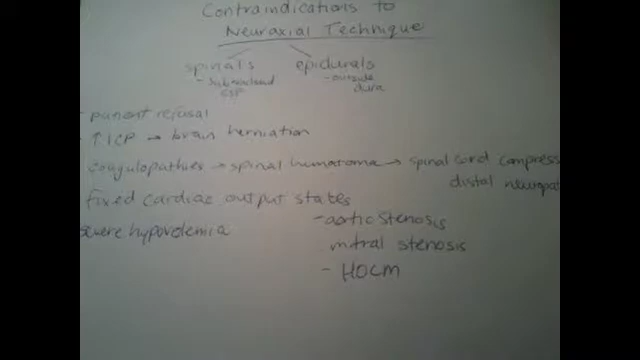 Contraindications to
Neuraxial Technique
spinals epidurals
- subarachnoid - outside
CSF dura
- patient refusal
- ↑ICP → brain herniation
coagulopathies → spinal hematoma → spinal cord compress
distal neuropat
fixed cardiac output states
- aortic stenosis
severe hypovolemia
mitral stenosis
- HOCM